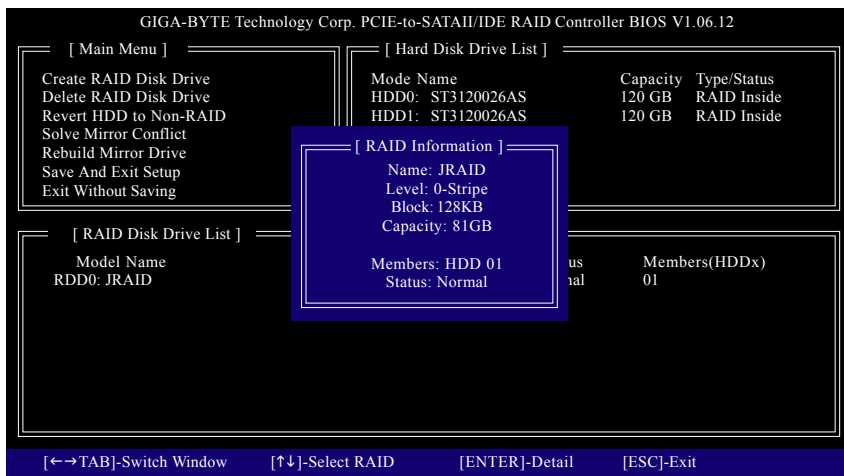 GIGA-BYTE Technology Corp. PCIE-to-SATAII/IDE RAID Controller BIOS V1.06.12
[ Main Menu ]
Create RAID Disk Drive
Delete RAID Disk Drive
Revert HDD to Non-RAID
Solve Mirror Conflict
Rebuild Mirror Drive
Save And Exit Setup
Exit Without Saving
[ Hard Disk Drive List ]
Mode Name Capacity Type/Status
HDD0: ST3120026AS 120 GB RAID Inside
HDD1: ST3120026AS 120 GB RAID Inside
[ RAID Information ]
Name: JRAID
Level: 0-Stripe
Block: 128KB
Capacity: 81GB
Members: HDD 01
Status: Normal
[ RAID Disk Drive List ]
Model Name us Members(HDDx)
RDD0: JRAID nal 01
[←→TAB]-Switch Window [↑↓]-Select RAID [ENTER]-Detail [ESC]-Exit